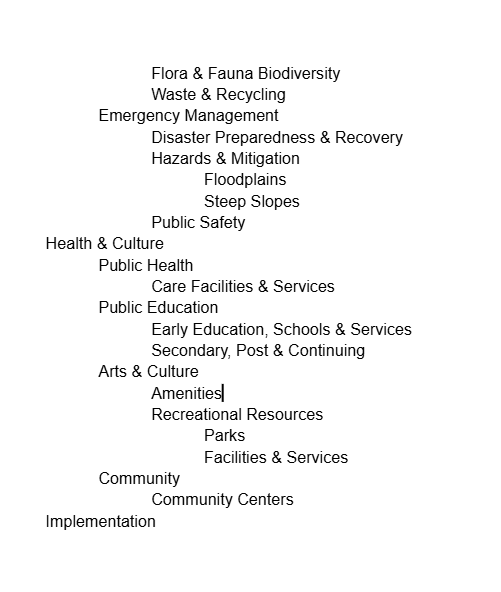 Flora & Fauna Biodiversity
Waste & Recycling
Emergency Management
Disaster Preparedness & Recovery
Hazards & Mitigation
Floodplains
Steep Slopes
Public Safety
Health & Culture
Public Health
Care Facilities & Services
Public Education
Early Education, Schools & Services
Secondary, Post & Continuing
Arts & Culture
Amenities
Recreational Resources
Parks
Facilities & Services
Community
Community Centers
Implementation